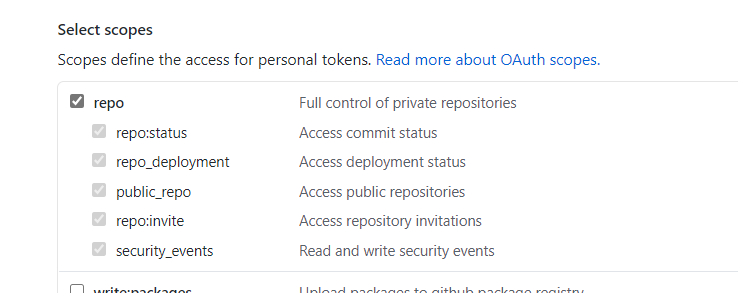 Select scopes
Scopes define the access for personal tokens. Read more about OAuth scopes.
repo Full control of private repositories
repo:status Access commit status
repo_deployment Access deployment status
public_repo Access public repositories
repo:invite Access repository invitations
security_events Read and write security events
write:packages Upload packages to github package registry